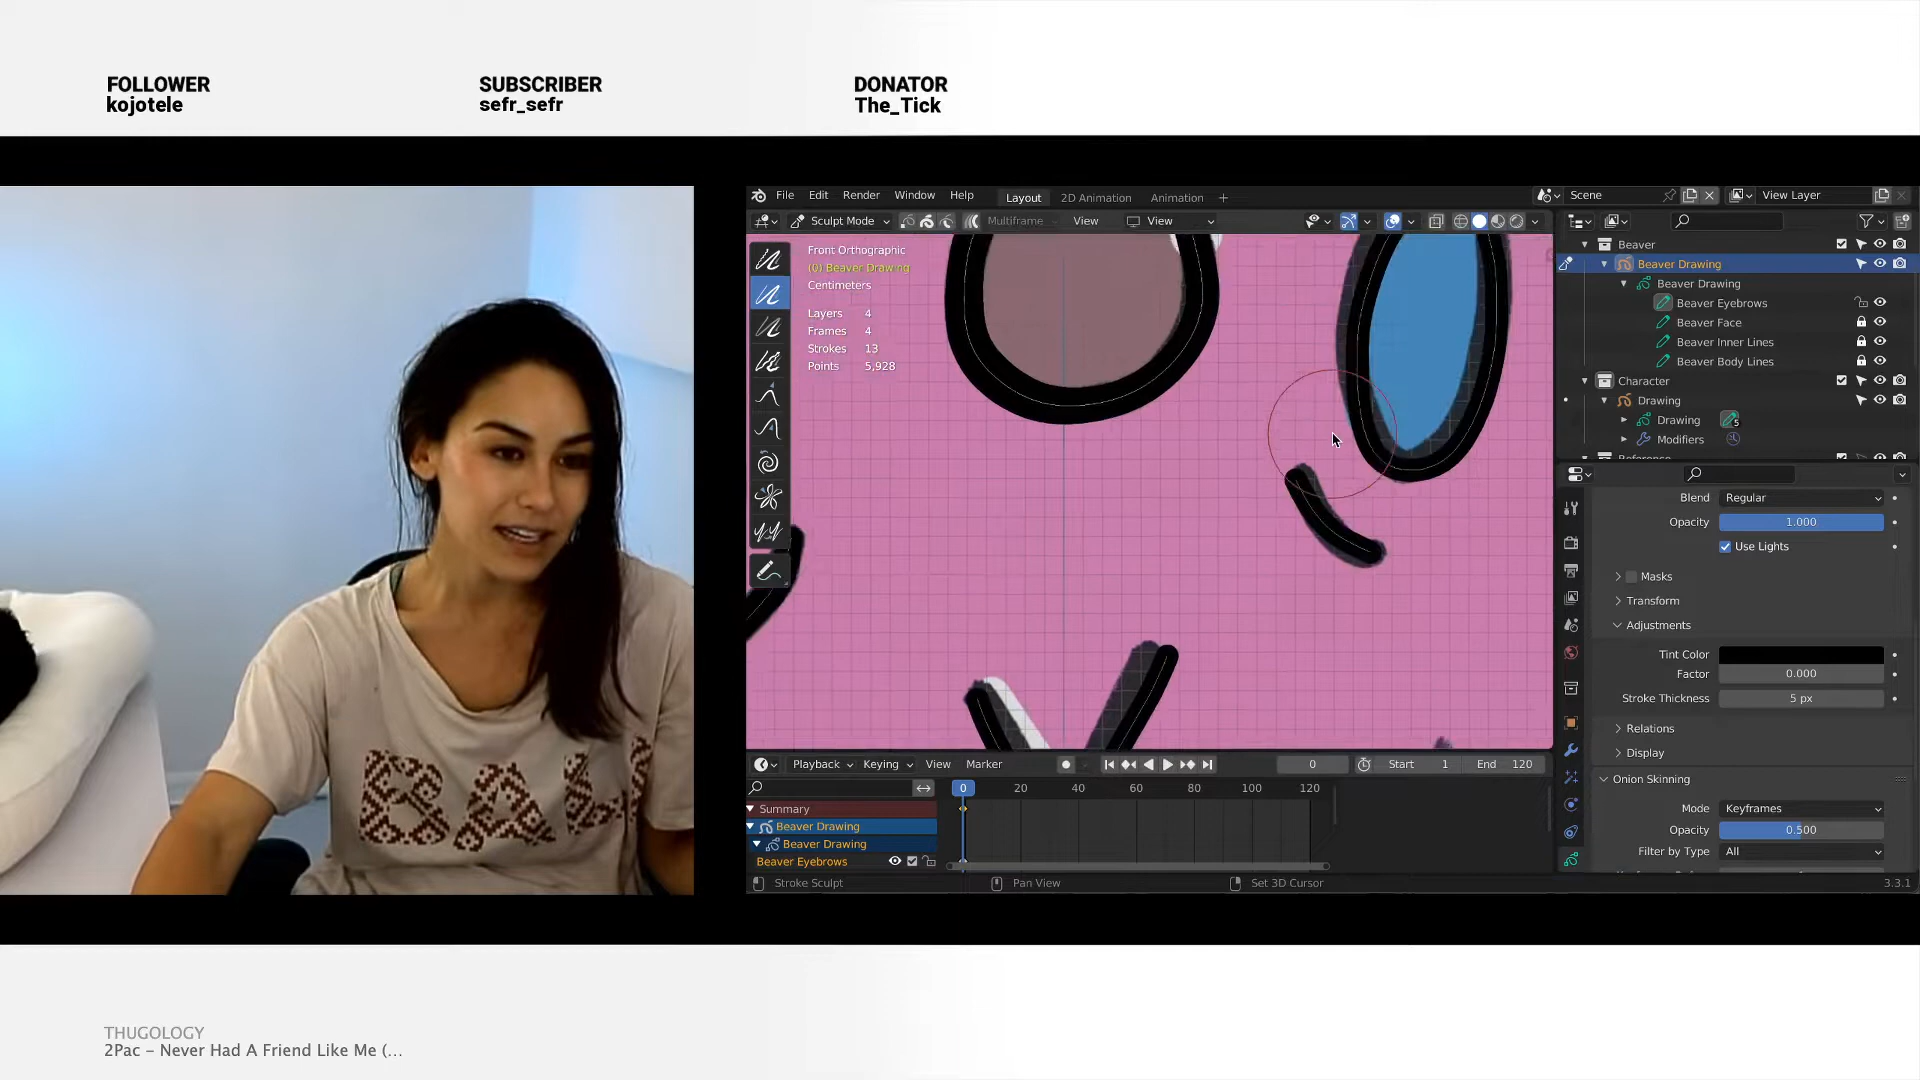 FOLLOWER
kojotele
SUBSCRIBER
sefr_sefr
DONATOR
The_Tick
BALI
File Edit Render Window Help Layout 2D Animation Animation +
Scene View Layer
Sculpt Mode Multiframe View View
Front Orthographic
(0) Beaver Drawing
Centimeters
Layers 4
Frames 4
Strokes 13
Points 5,928
Beaver
Beaver Drawing
Beaver Drawing
Beaver Eyebrows
Beaver Face
Beaver Inner Lines
Beaver Body Lines
Character
Drawing
Drawing 5
Modifiers
Blend Regular
Opacity 1.000
Use Lights
Masks
Transform
Adjustments
Tint Color
Factor 0.000
Stroke Thickness 5 px
Relations
Display
Onion Skinning
Mode Keyframes
Opacity 0.500
Filter by Type All
Playback Keying View Marker 0 Start 1 End 120
0 20 40 60 80 100 120
Summary
Beaver Drawing
Beaver Drawing
Beaver Eyebrows
Stroke Sculpt Pan View Set 3D Cursor 3.3.1
THUGOLOGY
2Pac - Never Had A Friend Like Me (...